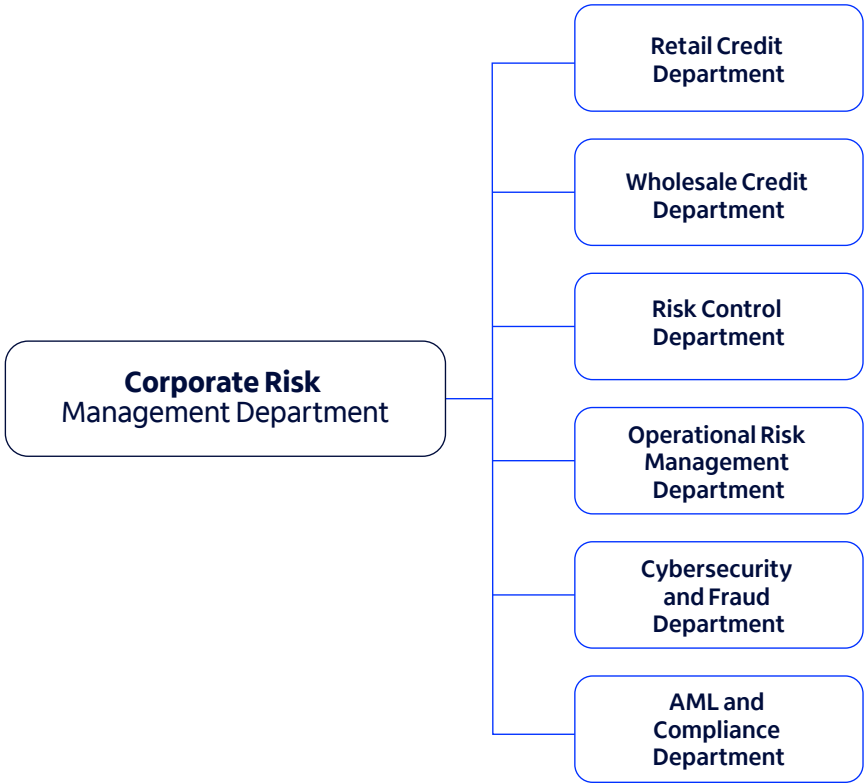 Retail Credit
Department
Wholesale Credit
Department
Risk Control
Department
Corporate Risk
Management Department
Operational Risk
Management
Department
Cybersecurity
and Fraud
Department
AML and
Compliance
Department